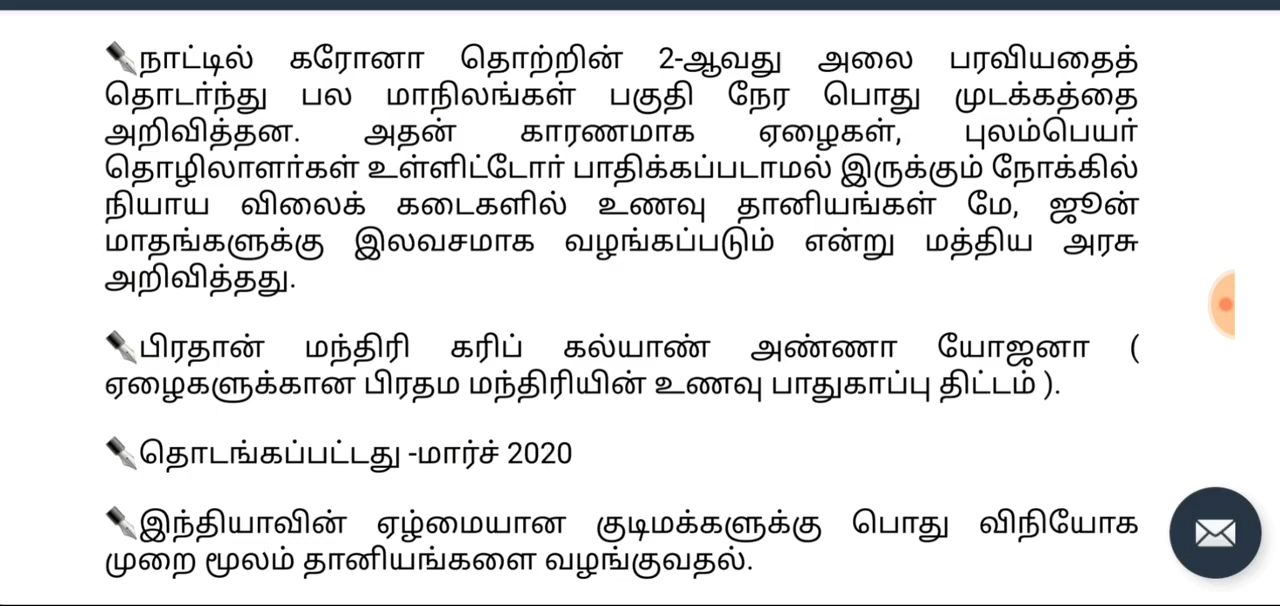 ✒நாட்டில் கரோனா தொற்றின் 2-ஆவது அலை பரவியதைத்
தொடர்ந்து பல மாநிலங்கள் பகுதி நேர பொது முடக்கத்தை
அறிவித்தன. அதன் காரணமாக ஏழைகள், புலம்பெயர்
தொழிலாளர்கள் உள்ளிட்டோர் பாதிக்கப்படாமல் இருக்கும் நோக்கில்
நியாய விலைக் கடைகளில் உணவு தானியங்கள் மே, ஜூன்
மாதங்களுக்கு இலவசமாக வழங்கப்படும் என்று மத்திய அரசு
அறிவித்தது.
✒பிரதான் மந்திரி கரிப் கல்யாண் அண்ணா யோஜனா (
ஏழைகளுக்கான பிரதம மந்திரியின் உணவு பாதுகாப்பு திட்டம் ).
✒தொடங்கப்பட்டது -மார்ச் 2020
✒இந்தியாவின் ஏழ்மையான குடிமக்களுக்கு பொது விநியோக
முறை மூலம் தானியங்களை வழங்குவதல்.